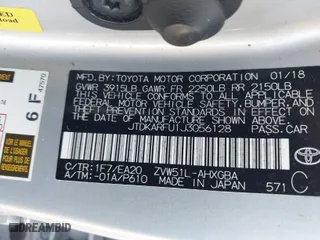 MFD BY: TOYOTA MOTOR CORPORATION 01/18
GVWR 3915LB GAWR FR 2250LB RR 2150LB
THIS VEHICLE CONFORMS TO ALL APPLICABLE
FEDERAL MOTOR VEHICLE SAFETY, BUMPER, AND
THEFT PREVENTION STANDARDS IN EFFECT ON
THE DATE OF MANUFACTURE SHOWN ABOVE.
JTDKARFU1J3056128 PASS.CAR
C/TR: 1F7/EA20 ZVW51L-AHXGBA
A/TM: -01A/P610 MADE IN JAPAN 571 C
6 F 47570